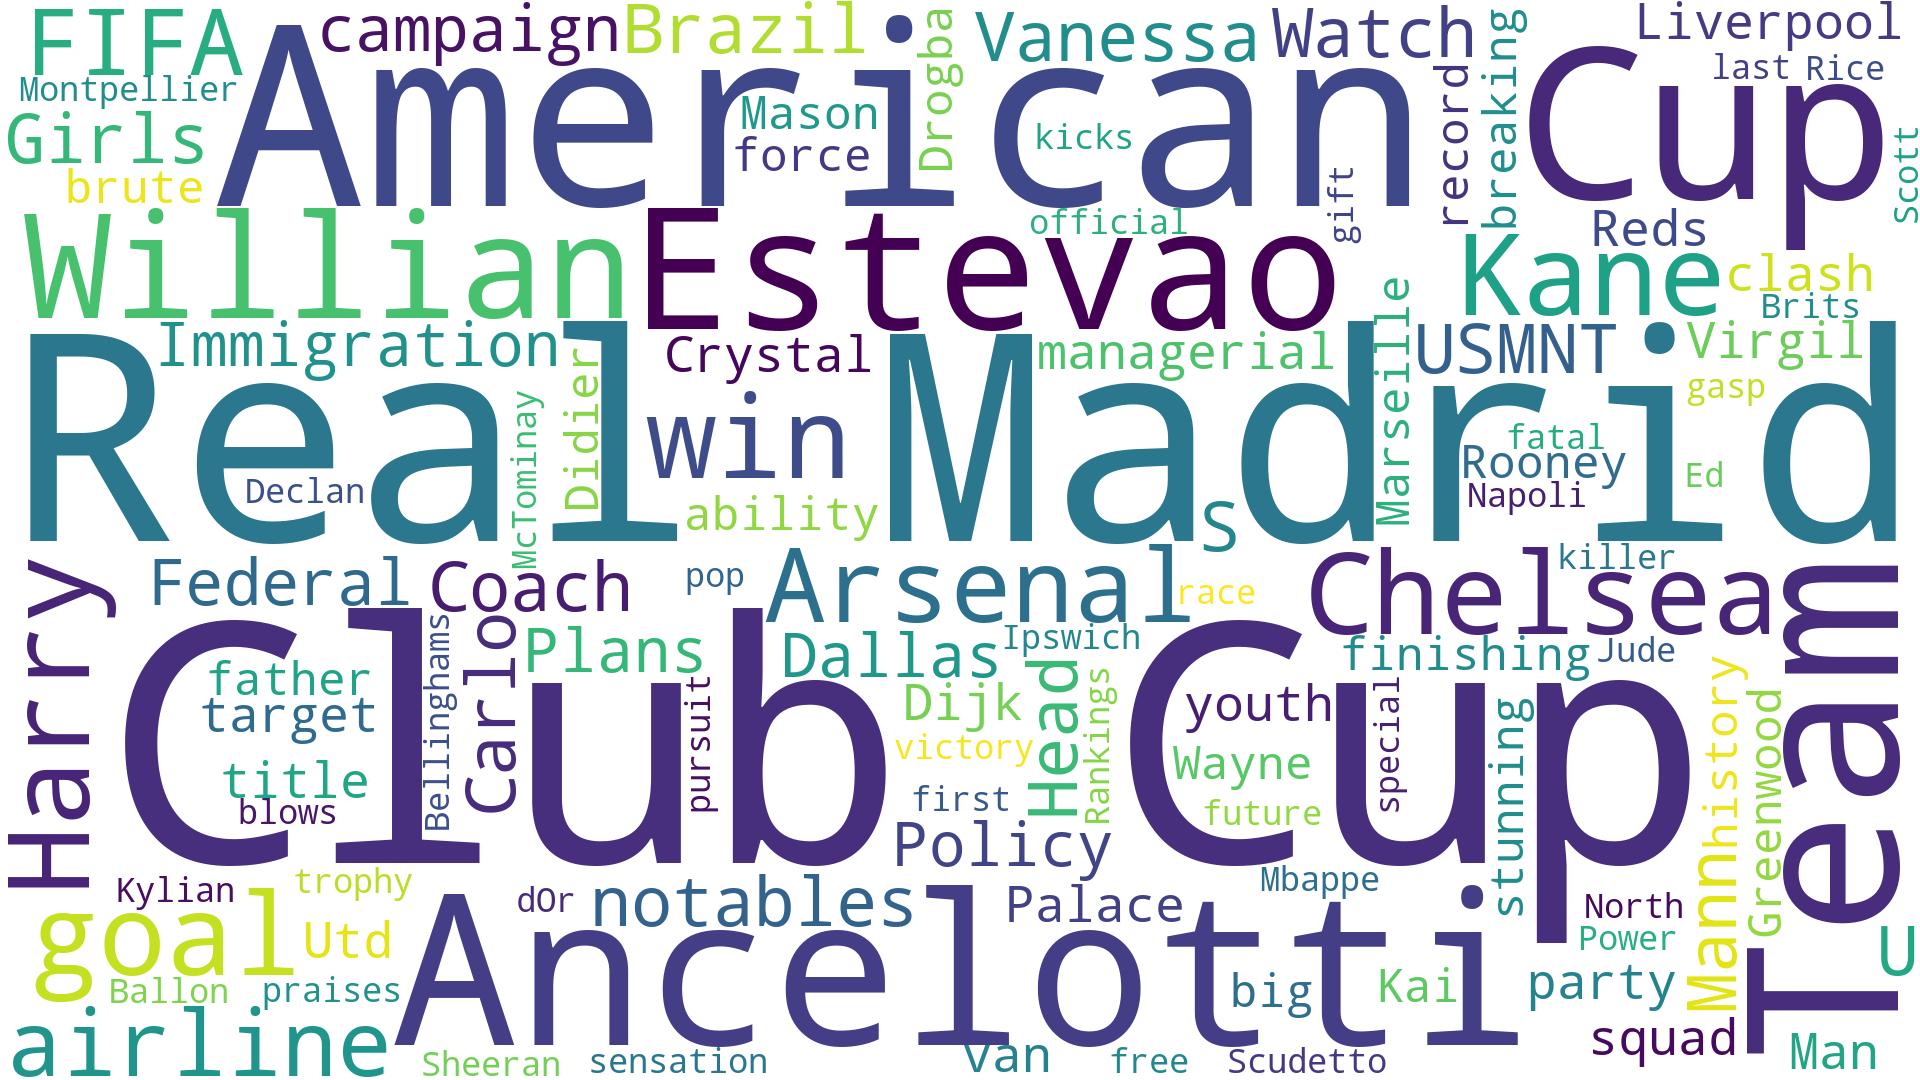 FIFA
campaign
Brazil
Drogba
Vanessa
Watch
breaking
Liverpool
American
Cup
Montpellier
record
last
Rice
Girls
Mason
kicks
force
Scott
brute
gift
official
Willian
Estevao
Reds
Kane
clash
Brits
Immigration
Crystal
managerial
Marseille
USMNT
Virgil
Real Madrid
Didier
McTominay
win
gasp
fatal
Rooney
Declan
Napoli
Ed
ability
S
Harry
Federal
Coach
pop
Arsenal
race
Chelsea
killer
Team
Bellinghams
Carlo
Plans
Dallas
Ipswich
finishing
Jude
Club Cup
father
target
pursuit
Dijk
Head
Rankings
youth
special
stunning
history
Greenwood
victory
Wayne
title
blows
first
future
Policy
Kylian
trophy
dOr
notables
Palace
Mbappe
North
Mann
goal
Utd
Ancelotti
Power
U
Ballon
praises
big
Kai
party
airline
squad
Man
Sheeran
sensation
van
free
Scudetto